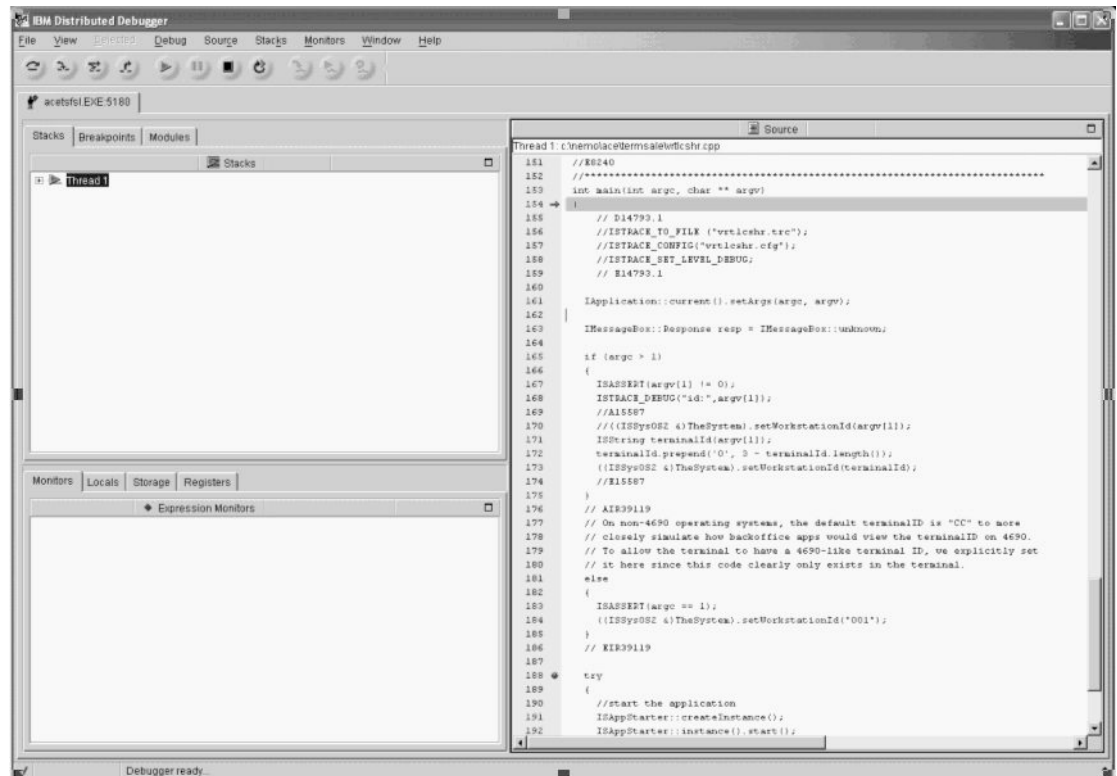 IBM Distributed Debugger
File View Selected Debug Source Stacks Monitors Window Help
acetsfsl.EXE:5180
Stacks Breakpoints Modules
Stacks
Thread 1
Monitors Locals Storage Registers
Expression Monitors
Source
Thread 1: c:\nemo\ace\termsale\vrtlcshr.cpp
151 //E8240
152 //******************************************************************************
153 int main(int argc, char ** argv)
154 {
155 // D14793.1
156 //ISTRACE_TO_FILE ("vrtlcshr.trc");
157 //ISTRACE_CONFIG("vrtlcshr.cfg");
158 //ISTRACE_SET_LEVEL_DEBUG;
159 // E14793.1
160
161 IApplication::current().setArgs(argc, argv);
162
163 IMessageBox::Response resp = IMessageBox::unknown;
164
165 if (argc > 1)
166 {
167 ISASSERT(argv[1] != 0);
168 ISTRACE_DEBUG("id:",argv[1]);
169 //A15587
170 //((ISSysOS2 &)TheSystem).setWorkstationId(argv[1]);
171 ISString terminalId(argv[1]);
172 terminalId.prepend('0', 3 - terminalId.length());
173 ((ISSysOS2 &)TheSystem).setWorkstationId(terminalId);
174 //E15587
175 }
176 // AIR39119
177 // On non-4690 operating systems, the default terminalID is "CC" to more
178 // closely simulate how backoffice apps would view the terminalID on 4690.
179 // To allow the terminal to have a 4690-like terminal ID, we explicitly set
180 // it here since this code clearly only exists in the terminal.
181 else
182 {
183 ISASSERT(argc == 1);
184 ((ISSysOS2 &)TheSystem).setWorkstationId("001");
185 }
186 // EIR39119
187
188 try
189 {
190 //start the application
191 ISAppStarter::createInstance();
192 ISAppStarter::instance().start();
Debugger ready...